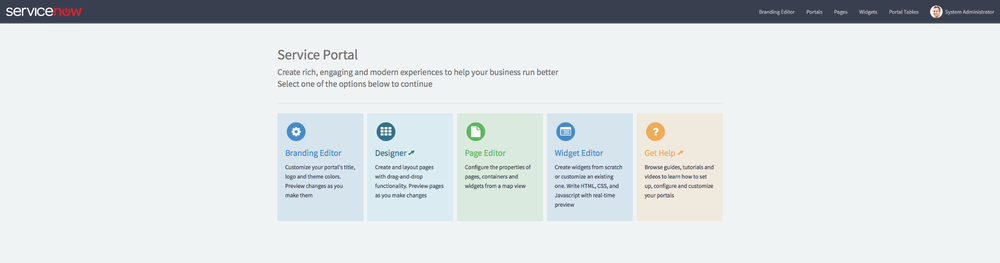 servicenow
Branding Editor Portals Pages Widgets Portal Tables System Administrator
Service Portal
Create rich, engaging and modern experiences to help your business run better
Select one of the options below to continue
Branding Editor
Customize your portal's title,
logo and theme colors.
Preview changes as you
make them
Designer
Create and layout pages
with drag-and-drop
functionality. Preview pages
as you make changes
Page Editor
Configure the properties of
pages, containers and
widgets from a map view
Widget Editor
Create widgets from scratch
or customize an existing
one. Write HTML, CSS, and
Javascript with real-time
preview
Get Help
Browse guides, tutorials and
videos to learn how to set
up, configure and customize
your portals